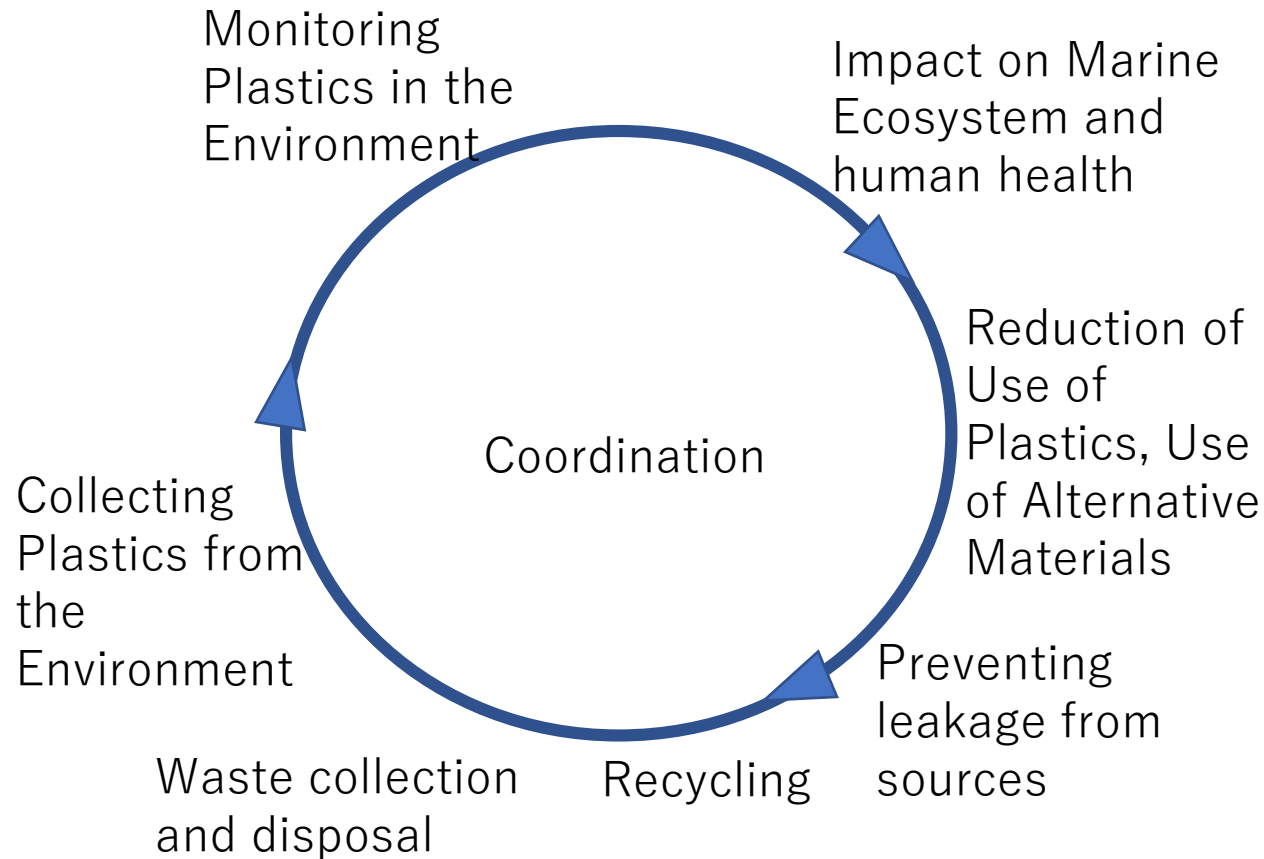 Monitoring
Plastics in the
Environment
Impact on Marine
Ecosystem and
human health
Reduction of
Use of
Plastics, Use
of Alternative
Materials
Coordination
Collecting
Plastics from
the
Environment
Preventing
leakage from
sources
Recycling
Waste collection
and disposal